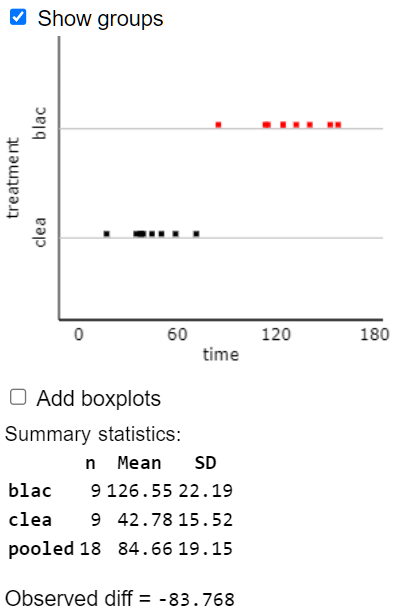 Show groups
treatment
blac
clea
0 60 120 180
time
Add boxplots
Summary statistics:
n Mean SD
blac 9 126.55 22.19
clea 9 42.78 15.52
pooled 18 84.66 19.15
Observed diff = -83.768